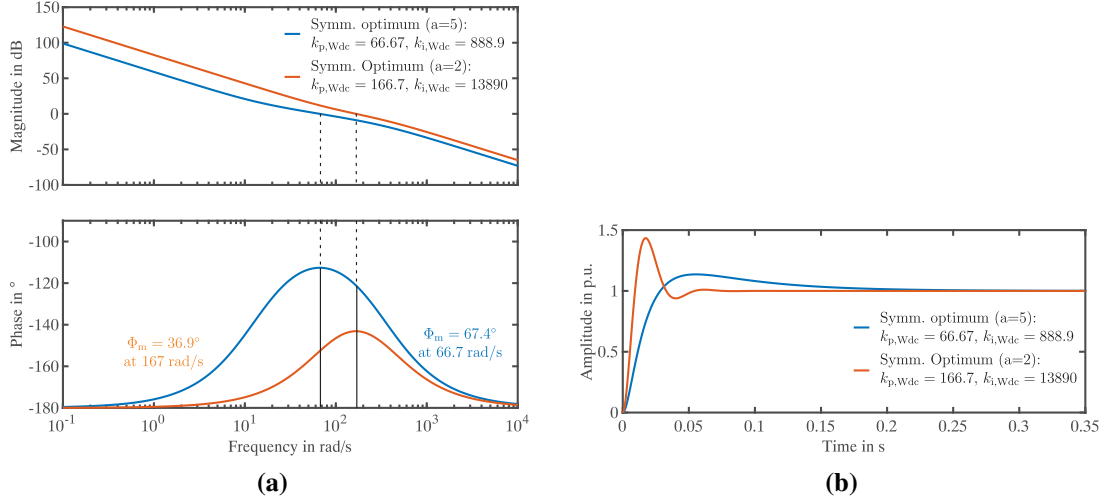 150
100
50
0
-50
-100
Magnitude in dB
Symm. optimum (a=5):
k_p,Wdc = 66.67, k_i,Wdc = 888.9
Symm. Optimum (a=2):
k_p,Wdc = 166.7, k_i,Wdc = 13890
-100
-120
-140
-160
-180
Phase in °
Φ_m = 36.9°
at 167 rad/s
Φ_m = 67.4°
at 66.7 rad/s
10^-1 10^0 10^1 10^2 10^3 10^4
Frequency in rad/s
(a)
1.5
1
0.5
0
Amplitude in p.u.
Symm. optimum (a=5):
k_p,Wdc = 66.67, k_i,Wdc = 888.9
Symm. Optimum (a=2):
k_p,Wdc = 166.7, k_i,Wdc = 13890
0 0.05 0.1 0.15 0.2 0.25 0.3 0.35
Time in s
(b)